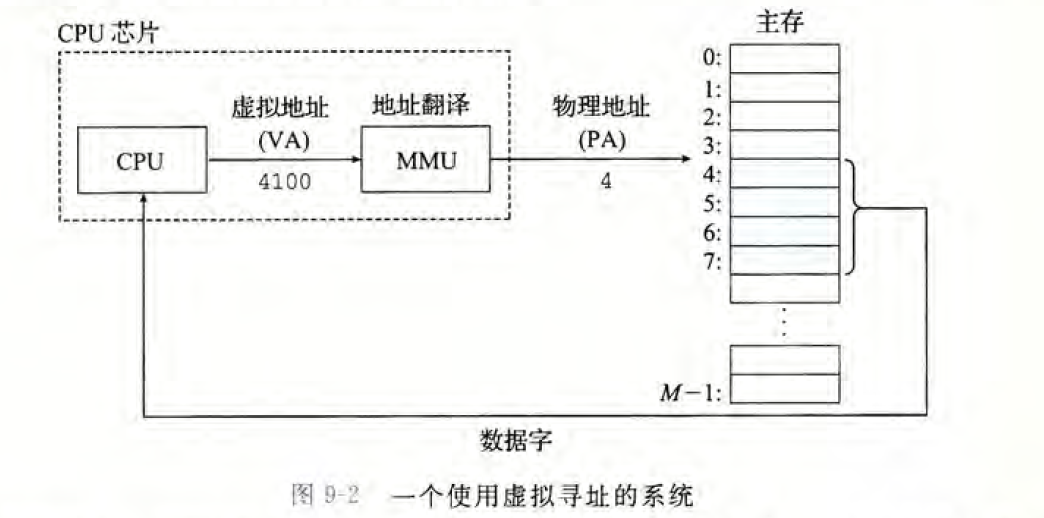 CPU 芯片
主存
虚拟地址
(VA)
地址翻译
物理地址
(PA)
CPU
MMU
4100
4
0:
1:
2:
3:
4:
5:
6:
7:
⋮
M-1:
数据字
图 9-2 一个使用虚拟寻址的系统